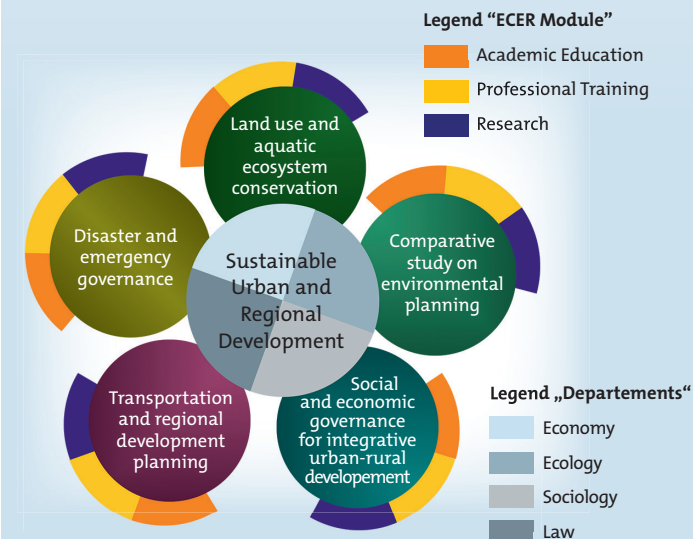 Legend “ECER Module”
Academic Education
Professional Training
Research
Land use and
aquatic
ecosystem
conservation
Disaster and
emergency
governance
Sustainable
Urban and
Regional
Development
Comparative
study on
environmental
planning
Transportation
and regional
development
planning
Social
and economic
governance
for integrative
urban-rural
developement
Legend „Departements“
Economy
Ecology
Sociology
Law